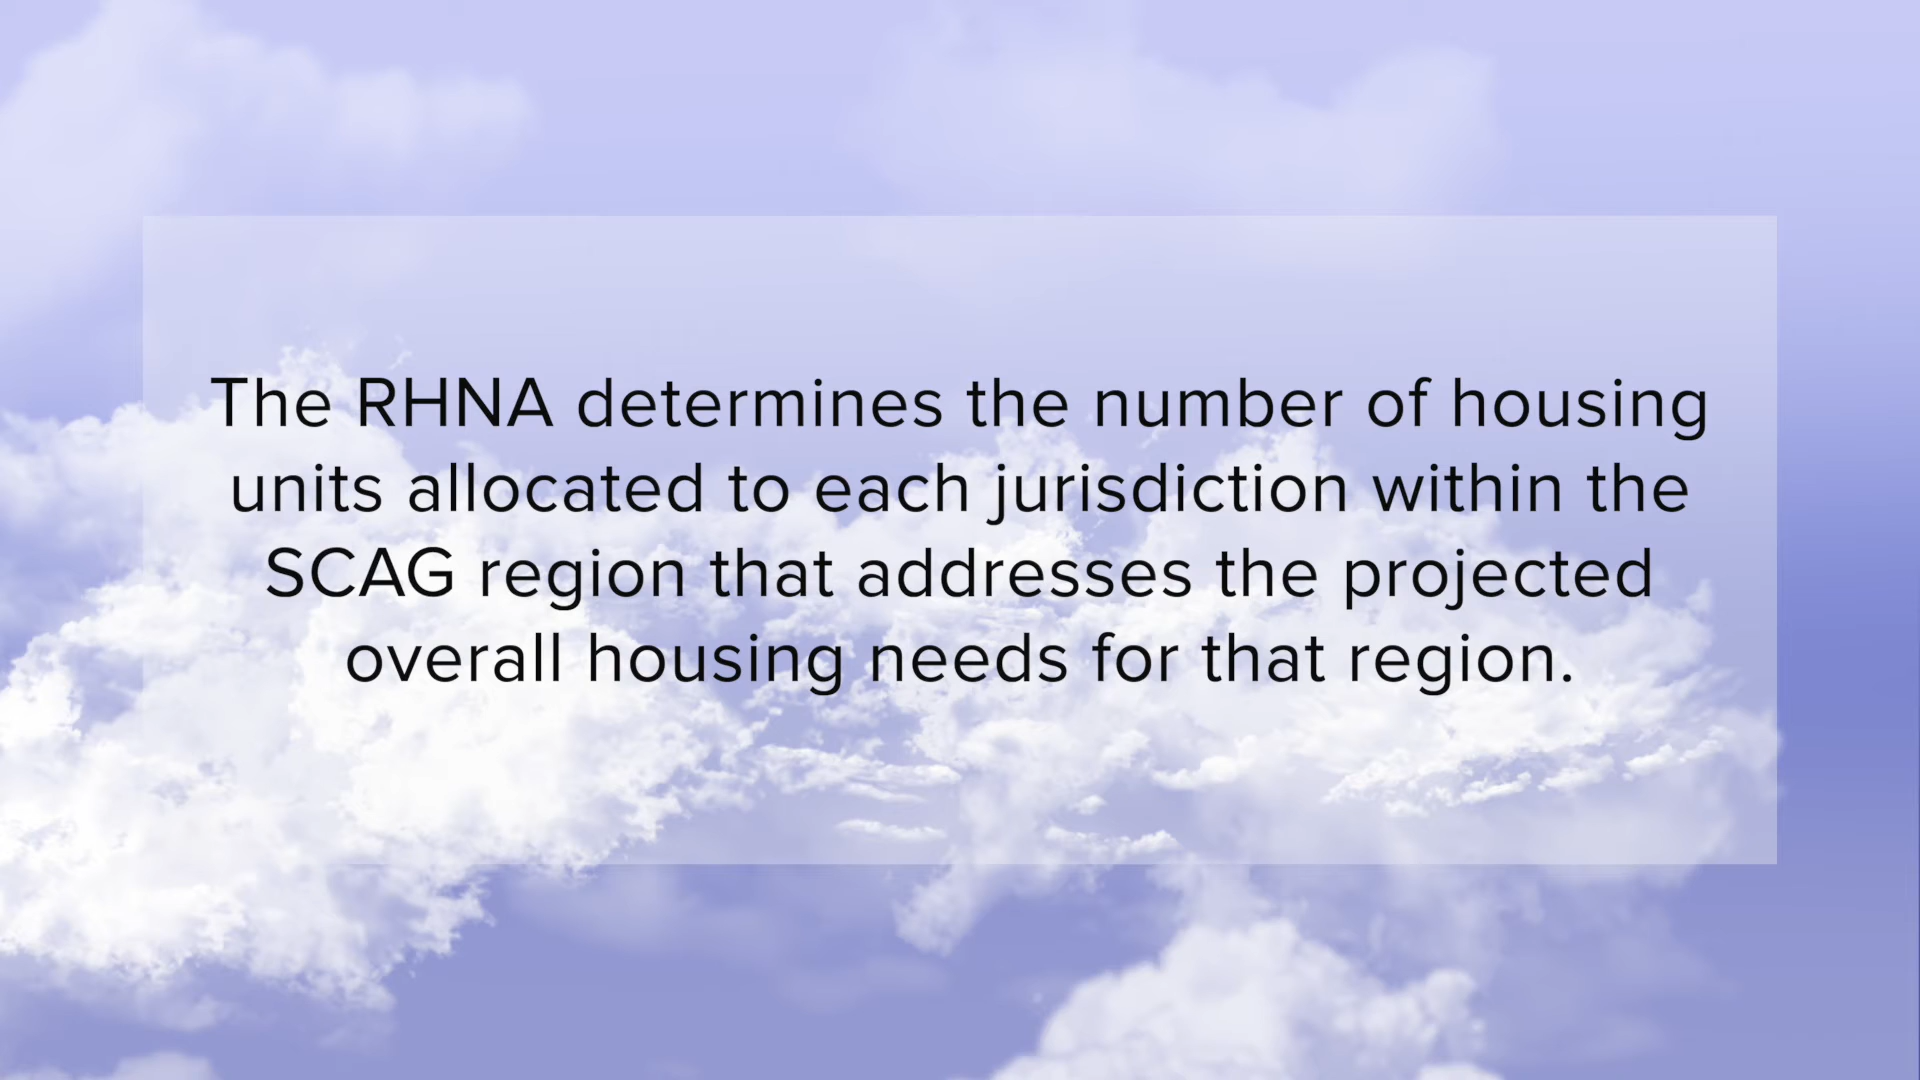 The RHNA determines the number of housing
units allocated to each jurisdiction within the
SCAG region that addresses the projected
overall housing needs for that region.